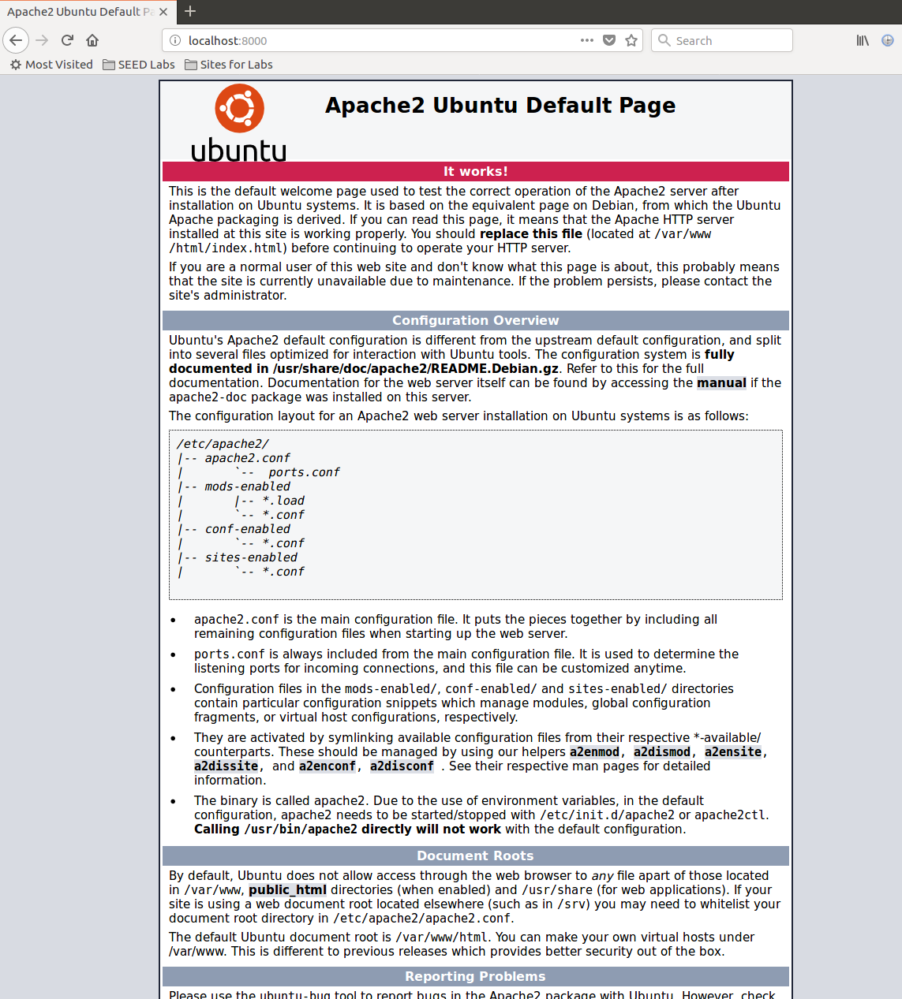 Apache2 Ubuntu Default Pa
localhost:8000
Search
Most Visited
SEED Labs
Sites for Labs
ubuntu
Apache2 Ubuntu Default Page
It works!
This is the default welcome page used to test the correct operation of the Apache2 server after
installation on Ubuntu systems. It is based on the equivalent page on Debian, from which the Ubuntu
Apache packaging is derived. If you can read this page, it means that the Apache HTTP server
installed at this site is working properly. You should replace this file (located at /var/www
/html/index.html) before continuing to operate your HTTP server.
If you are a normal user of this web site and don't know what this page is about, this probably means
that the site is currently unavailable due to maintenance. If the problem persists, please contact the
site's administrator.
Configuration Overview
Ubuntu's Apache2 default configuration is different from the upstream default configuration, and split
into several files optimized for interaction with Ubuntu tools. The configuration system is fully
documented in /usr/share/doc/apache2/README.Debian.gz. Refer to this for the full
documentation. Documentation for the web server itself can be found by accessing the manual if the
apache2-doc package was installed on this server.
The configuration layout for an Apache2 web server installation on Ubuntu systems is as follows:
/etc/apache2/
|-- apache2.conf
|       `--  ports.conf
|-- mods-enabled
|       |-- *.load
|       `-- *.conf
|-- conf-enabled
|       `-- *.conf
|-- sites-enabled
|       `-- *.conf
• apache2.conf is the main configuration file. It puts the pieces together by including all
remaining configuration files when starting up the web server.
• ports.conf is always included from the main configuration file. It is used to determine the
listening ports for incoming connections, and this file can be customized anytime.
• Configuration files in the mods-enabled/, conf-enabled/ and sites-enabled/ directories
contain particular configuration snippets which manage modules, global configuration
fragments, or virtual host configurations, respectively.
• They are activated by symlinking available configuration files from their respective *-available/
counterparts. These should be managed by using our helpers a2enmod, a2dismod, a2ensite,
a2dissite, and a2enconf, a2disconf . See their respective man pages for detailed
information.
• The binary is called apache2. Due to the use of environment variables, in the default
configuration, apache2 needs to be started/stopped with /etc/init.d/apache2 or apache2ctl.
Calling /usr/bin/apache2 directly will not work with the default configuration.
Document Roots
By default, Ubuntu does not allow access through the web browser to any file apart of those located
in /var/www, public_html directories (when enabled) and /usr/share (for web applications). If your
site is using a web document root located elsewhere (such as in /srv) you may need to whitelist your
document root directory in /etc/apache2/apache2.conf.
The default Ubuntu document root is /var/www/html. You can make your own virtual hosts under
/var/www. This is different to previous releases which provides better security out of the box.
Reporting Problems
Please use the ubuntu-bug tool to report bugs in the Apache2 package with Ubuntu. However, check